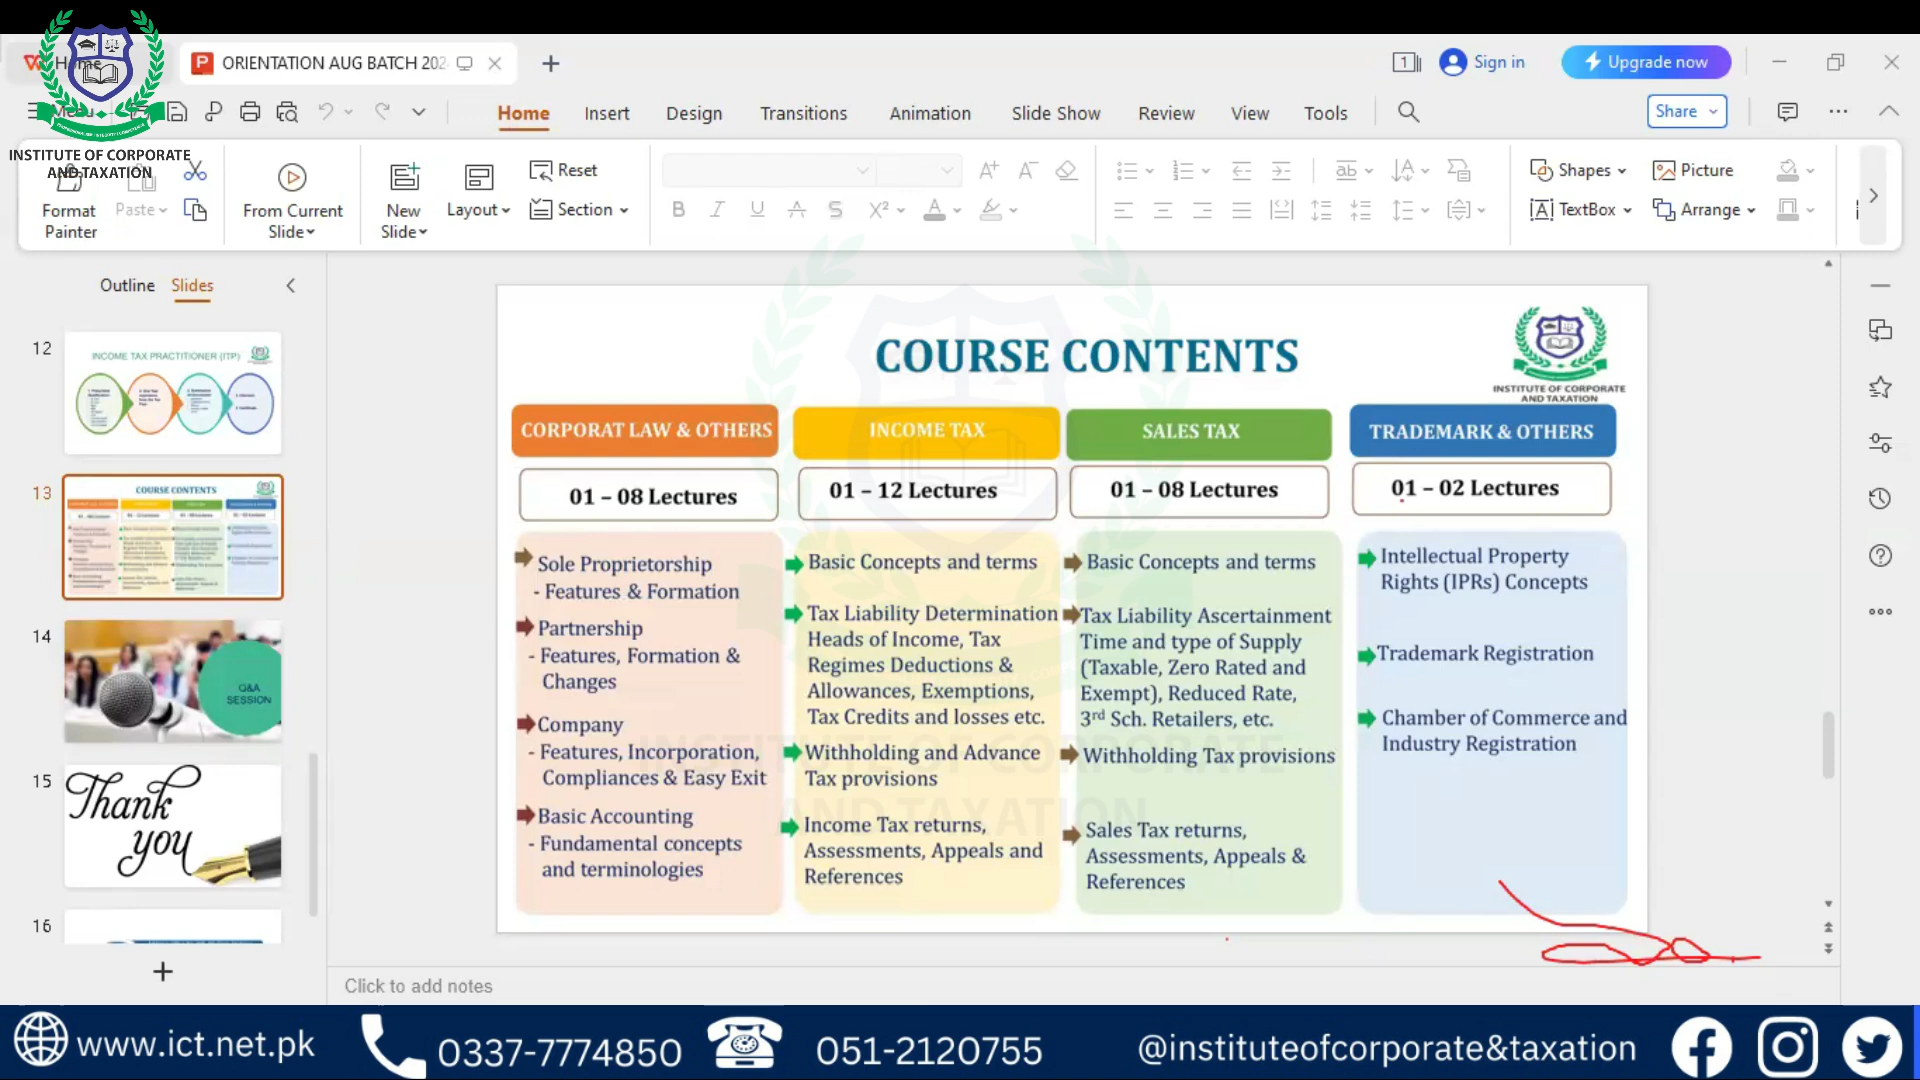 Home
ORIENTATION AUG BATCH 202
Sign in
Upgrade now
Menu
Home
Insert
Design
Transitions
Animation
Slide Show
Review
View
Tools
Share
INSTITUTE OF CORPORATE
AND TAXATION
Format
Painter
Paste
From Current
Slide
New
Slide
Layout
Reset
Section
Shapes
Picture
TextBox
Arrange
Outline
Slides
12
INCOME TAX PRACTITIONER (ITP)
13
COURSE CONTENTS
14
Q&A
SESSION
15
Thank
you
16
COURSE CONTENTS
INSTITUTE OF CORPORATE
AND TAXATION
CORPORAT LAW & OTHERS
01 – 08 Lectures
Sole Proprietorship
- Features & Formation
Partnership
- Features, Formation &
Changes
Company
- Features, Incorporation,
Compliances & Easy Exit
Basic Accounting
- Fundamental concepts
and terminologies
INCOME TAX
01 – 12 Lectures
Basic Concepts and terms
Tax Liability Determination
Heads of Income, Tax
Regimes Deductions &
Allowances, Exemptions,
Tax Credits and losses etc.
Withholding and Advance
Tax provisions
Income Tax returns,
Assessments, Appeals and
References
SALES TAX
01 – 08 Lectures
Basic Concepts and terms
Tax Liability Ascertainment
Time and type of Supply
(Taxable, Zero Rated and
Exempt), Reduced Rate,
3rd Sch. Retailers, etc.
Withholding Tax provisions
Sales Tax returns,
Assessments, Appeals &
References
TRADEMARK & OTHERS
01 – 02 Lectures
Intellectual Property
Rights (IPRs) Concepts
Trademark Registration
Chamber of Commerce and
Industry Registration
INSTITUTE OF CORPORATE
AND TAXATION
Click to add notes
www.ict.net.pk
0337-7774850
051-2120755
@instituteofcorporate&taxation